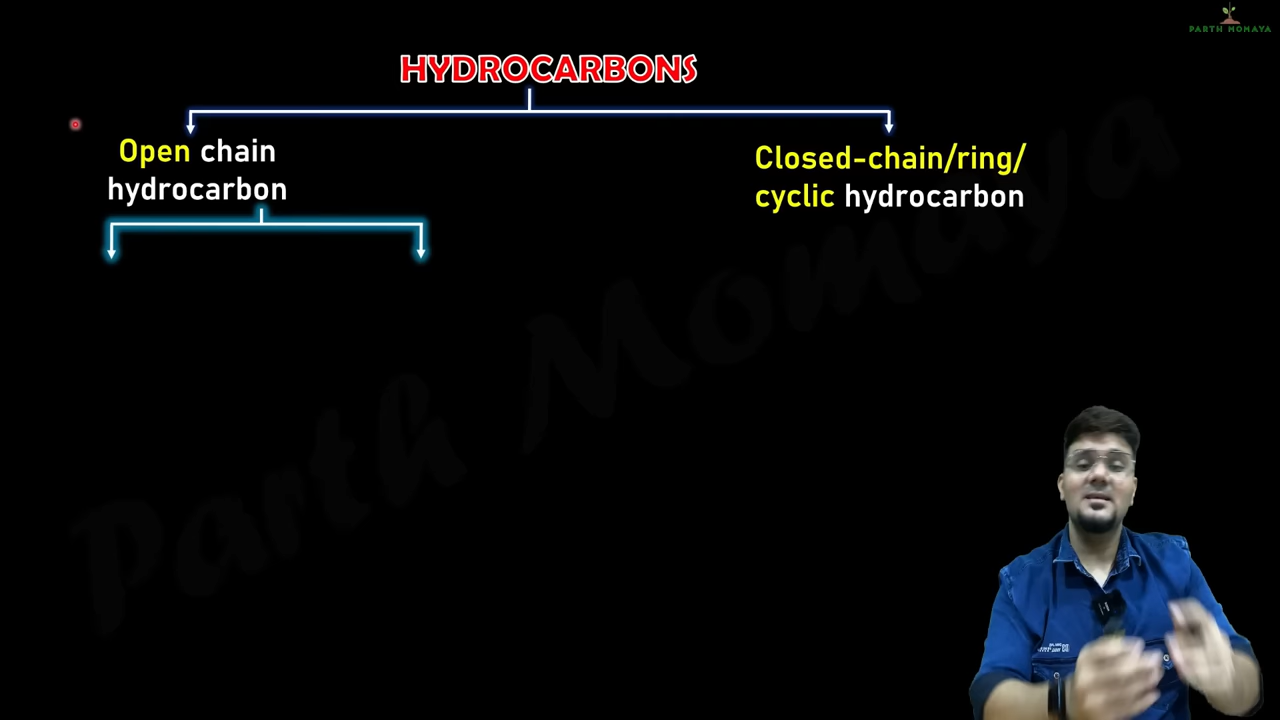 PARTH MOMAYA
HYDROCARBONS
Open chain
hydrocarbon
Closed-chain/ring/
cyclic hydrocarbon
Parth Momaya